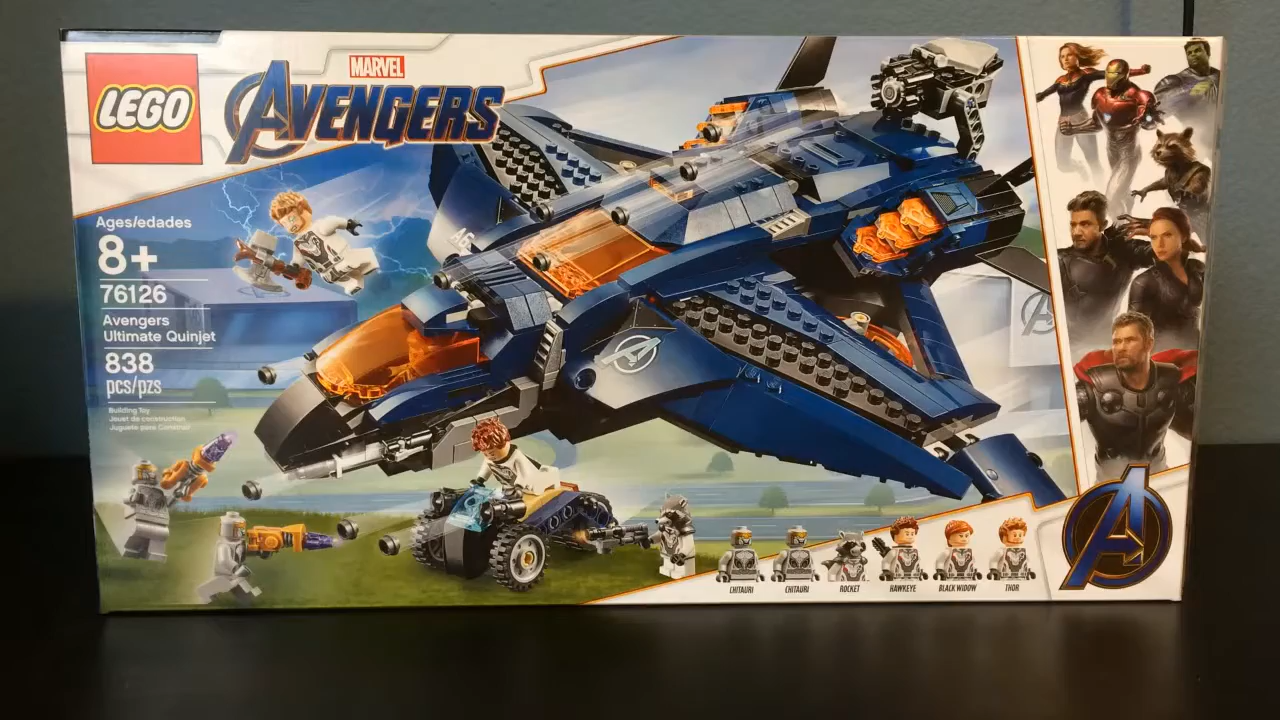 LEGO
MARVEL
AVENGERS
Ages/edades
8+
76126
Avengers
Ultimate Quinjet
838
pcs/pzs
Building Toy
Jouet de construction
Juguete para Construir
CHITAURI
CHITAURI
ROCKET
HAWKEYE
BLACK WIDOW
THOR